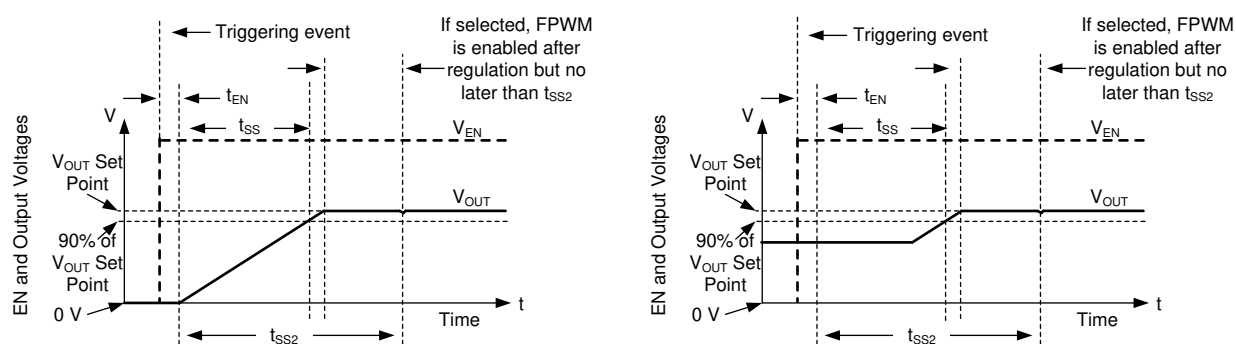 Triggering event
If selected, FPWM
is enabled after
regulation but no
later than tSS2
tEN
V
tSS
VEN
EN and Output Voltages
VOUT Set
Point
VOUT
90% of
VOUT Set
Point
0 V
t
Time
tSS2
Triggering event
If selected, FPWM
is enabled after
regulation but no
later than tSS2
tEN
V
tSS
VEN
EN and Output Voltages
VOUT Set
Point
VOUT
90% of
VOUT Set
Point
0 V
t
Time
tSS2